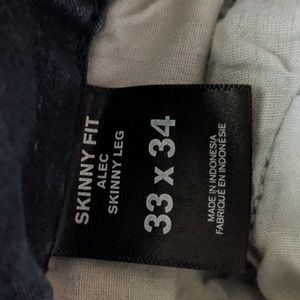 SKINNY FIT
ALEC
SKINNY LEG
33 x 34
MADE IN INDONESIA
FABRIQUÉ EN INDONÉSIE